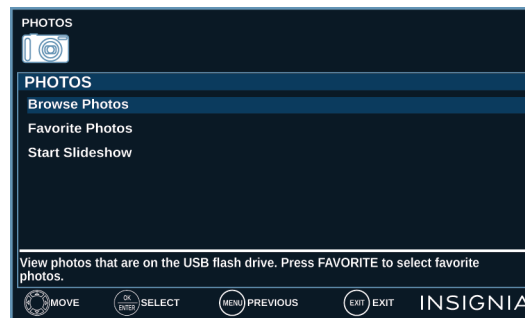 PHOTOS
PHOTOS
Browse Photos
Favorite Photos
Start Slideshow
View photos that are on the USB flash drive. Press FAVORITE to select favorite
photos.
MOVE OK ENTER SELECT MENU PREVIOUS EXIT EXIT INSIGNIA